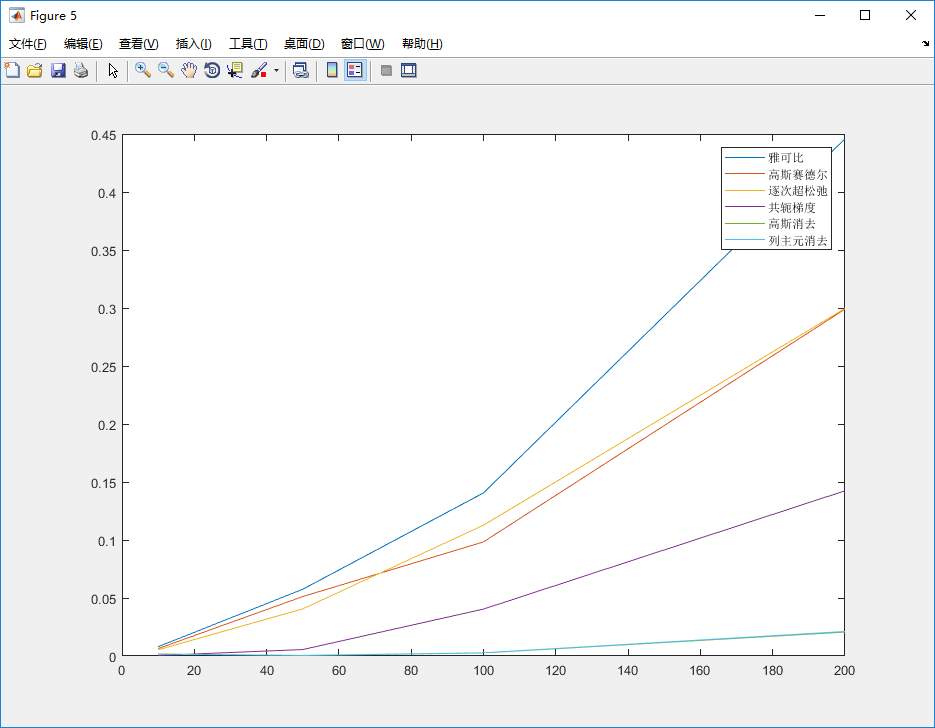 Figure 5
文件(F) 编辑(E) 查看(V) 插入(I) 工具(T) 桌面(D) 窗口(W) 帮助(H)
0.45
0.4
0.35
0.3
0.25
0.2
0.15
0.1
0.05
0
0 20 40 60 80 100 120 140 160 180 200
雅可比
高斯赛德尔
逐次超松弛
共轭梯度
高斯消去
列主元消去